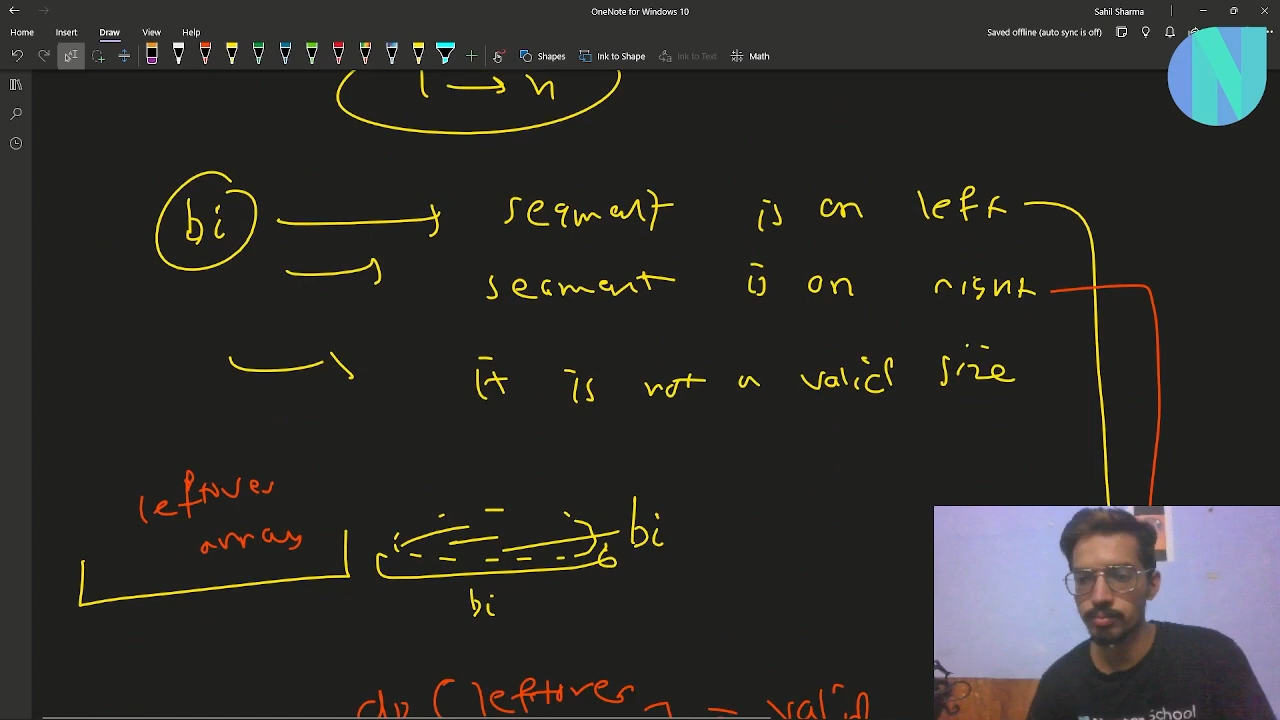 OneNote for Windows 10
Sahil Sharma
Home Insert Draw View Help
Saved offline (auto sync is off)
Shapes Ink to Shape Ink to Text Math
1 → n
bi → segment is on left
→ segment is on right
it is not a valid size
leftover
array
bi
bi
dp [leftover] = valid
School